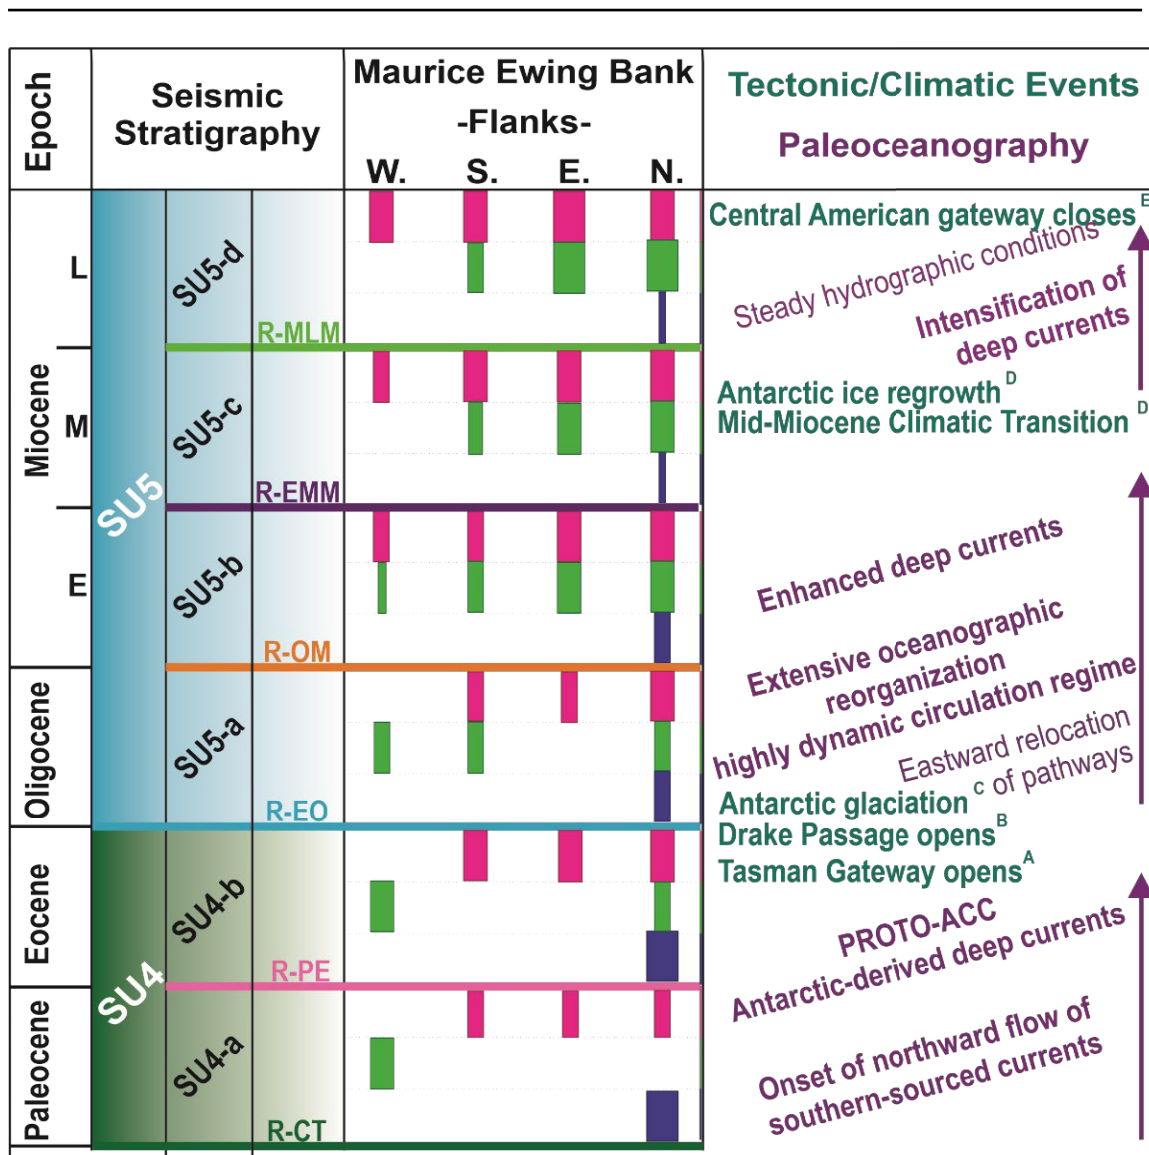 Epoch
Seismic
Stratigraphy
Maurice Ewing Bank
-Flanks-
W. S. E. N.
Tectonic/Climatic Events
Paleoceanography
Miocene
L
M
E
Oligocene
Eocene
Paleocene
SU5
SU4
SU5-d
R-MLM
SU5-c
R-EMM
SU5-b
R-OM
SU5-a
R-EO
SU4-b
R-PE
SU4-a
R-CT
Central American gateway closes E
Steady hydrographic conditions
Intensification of
deep currents
Antarctic ice regrowth D
Mid-Miocene Climatic Transition D
Enhanced deep currents
Extensive oceanographic
reorganization
highly dynamic circulation regime
Eastward relocation
of pathways
Antarctic glaciation C
Drake Passage opens B
Tasman Gateway opens A
PROTO-ACC
Antarctic-derived deep currents
Onset of northward flow of
southern-sourced currents